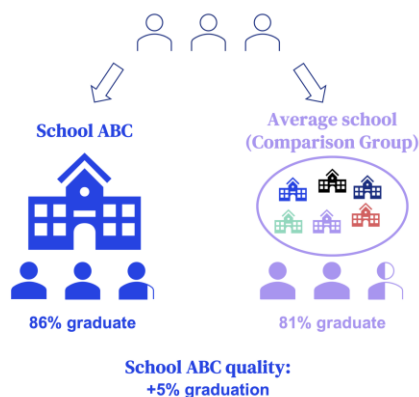 School ABC
Average school
(Comparison Group)
86% graduate
81% graduate
School ABC quality:
+5% graduation